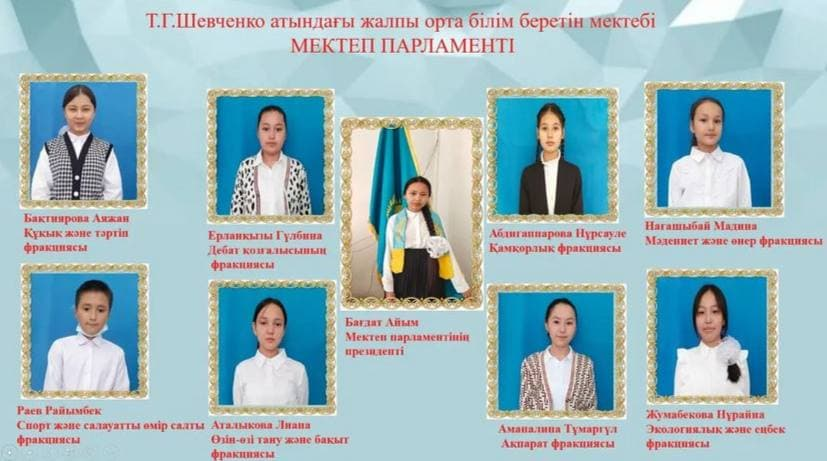 Т.Г.Шевченко атындағы жалпы орта білім беретін мектебі
МЕКТЕП ПАРЛАМЕНТІ
Бақтиярова Аяжан
Құқық және тәртіп
фракциясы
Ерланқызы Гүлбина
Дебат қозғалысының
фракциясы
Бағдат Айым
Мектеп парламентінің
президенті
Абдигаппарова Нұрсауле
Қамқорлық фракциясы
Нағашыбай Мадина
Мәдениет және өнер фракциясы
Раев Райымбек
Спорт және салауатты өмір салты
фракциясы
Аталыкова Лиана
Өзін-өзі тану және бақыт
фракциясы
Аманалина Тұмаргүл
Ақпарат фракциясы
Жумабекова Нұрайна
Экологиялық және еңбек
фракциясы